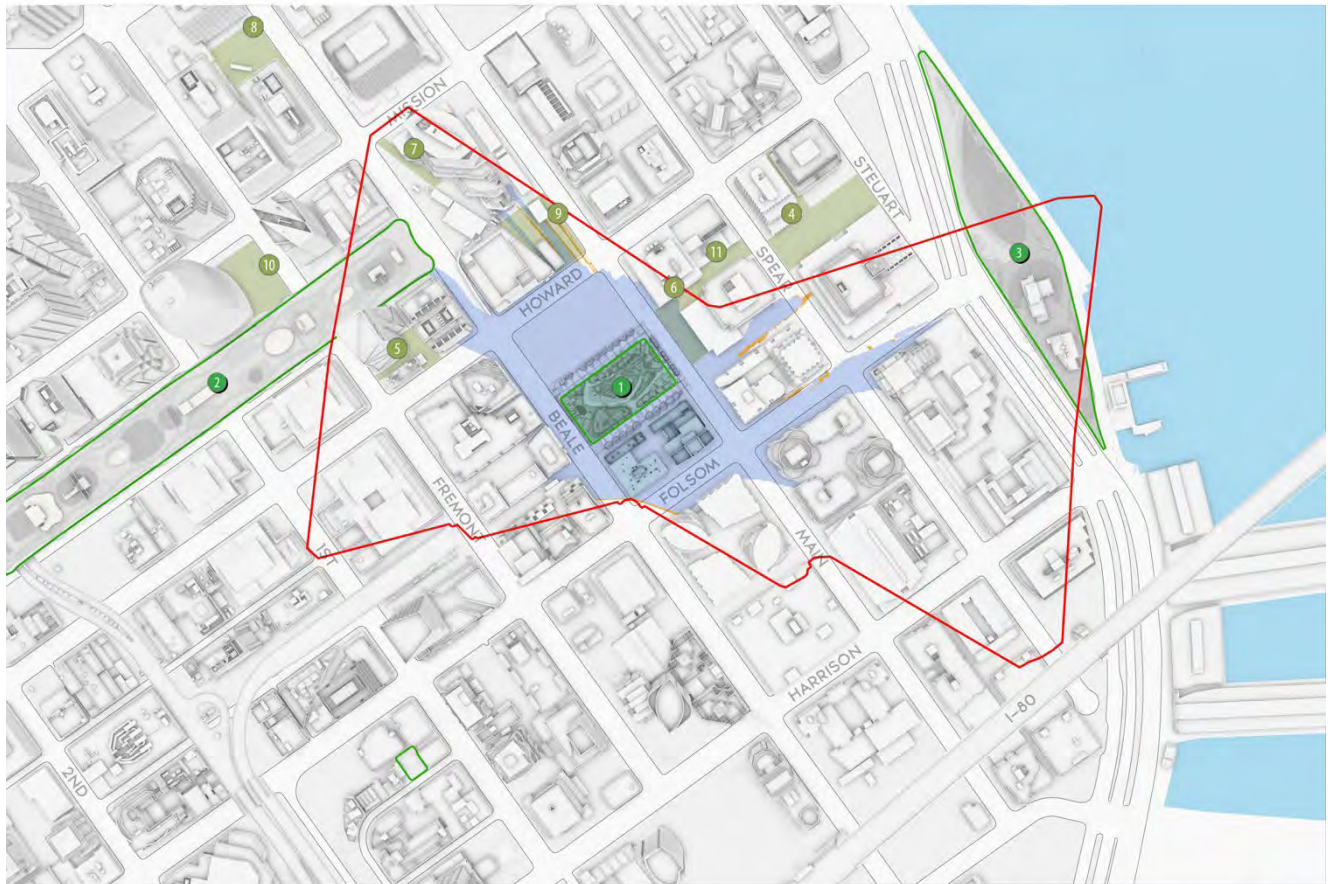 8
MISSION
7
9
4
STEUART
10
11
SPEAR
3
HOWARD
6
5
2
1
BEALE
FREMONT
FOLSOM
1ST
MAIN
HARRISON
I-80
2ND